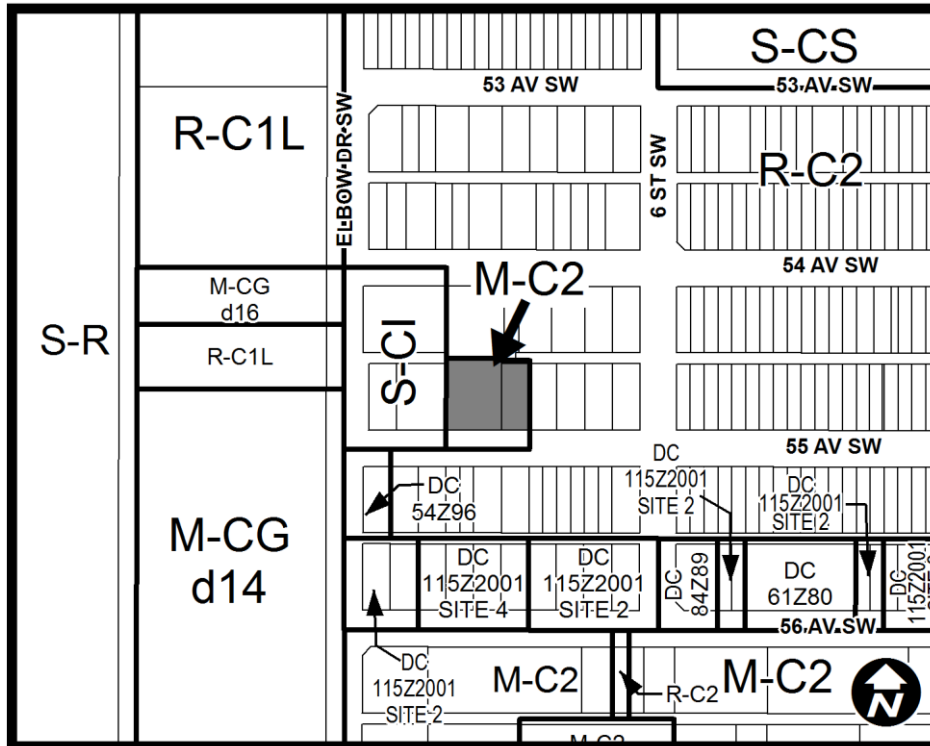 S-CS
53 AV SW
53 AV SW
R-C1L
ELBOW DR SW
6 ST SW
R-C2
54 AV SW
M-C2
M-CG
d16
S-R
S-CI
R-C1L
55 AV SW
DC
115Z2001
SITE 2
DC
115Z2001
SITE 2
DC
54Z96
M-CG
d14
DC
115Z2001
SITE 4
DC
115Z2001
SITE 2
DC
84Z89
DC
61Z80
DC
115Z2001
56 AV SW
DC
115Z2001
SITE 2
M-C2
R-C2
M-C2
N
M-C2